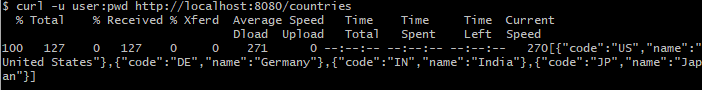 $ curl -u user:pwd http://localhost:8080/countries
  % Total    % Received % Xferd  Average Speed   Time    Time     Time  Current
                                 Dload  Upload   Total   Spent    Left  Speed
100   127    0   127    0     0    271      0 --:--:-- --:--:-- --:--:--   270[{"code":"US","name":"
United States"},{"code":"DE","name":"Germany"},{"code":"IN","name":"India"},{"code":"JP","name":"Jap
an"}]